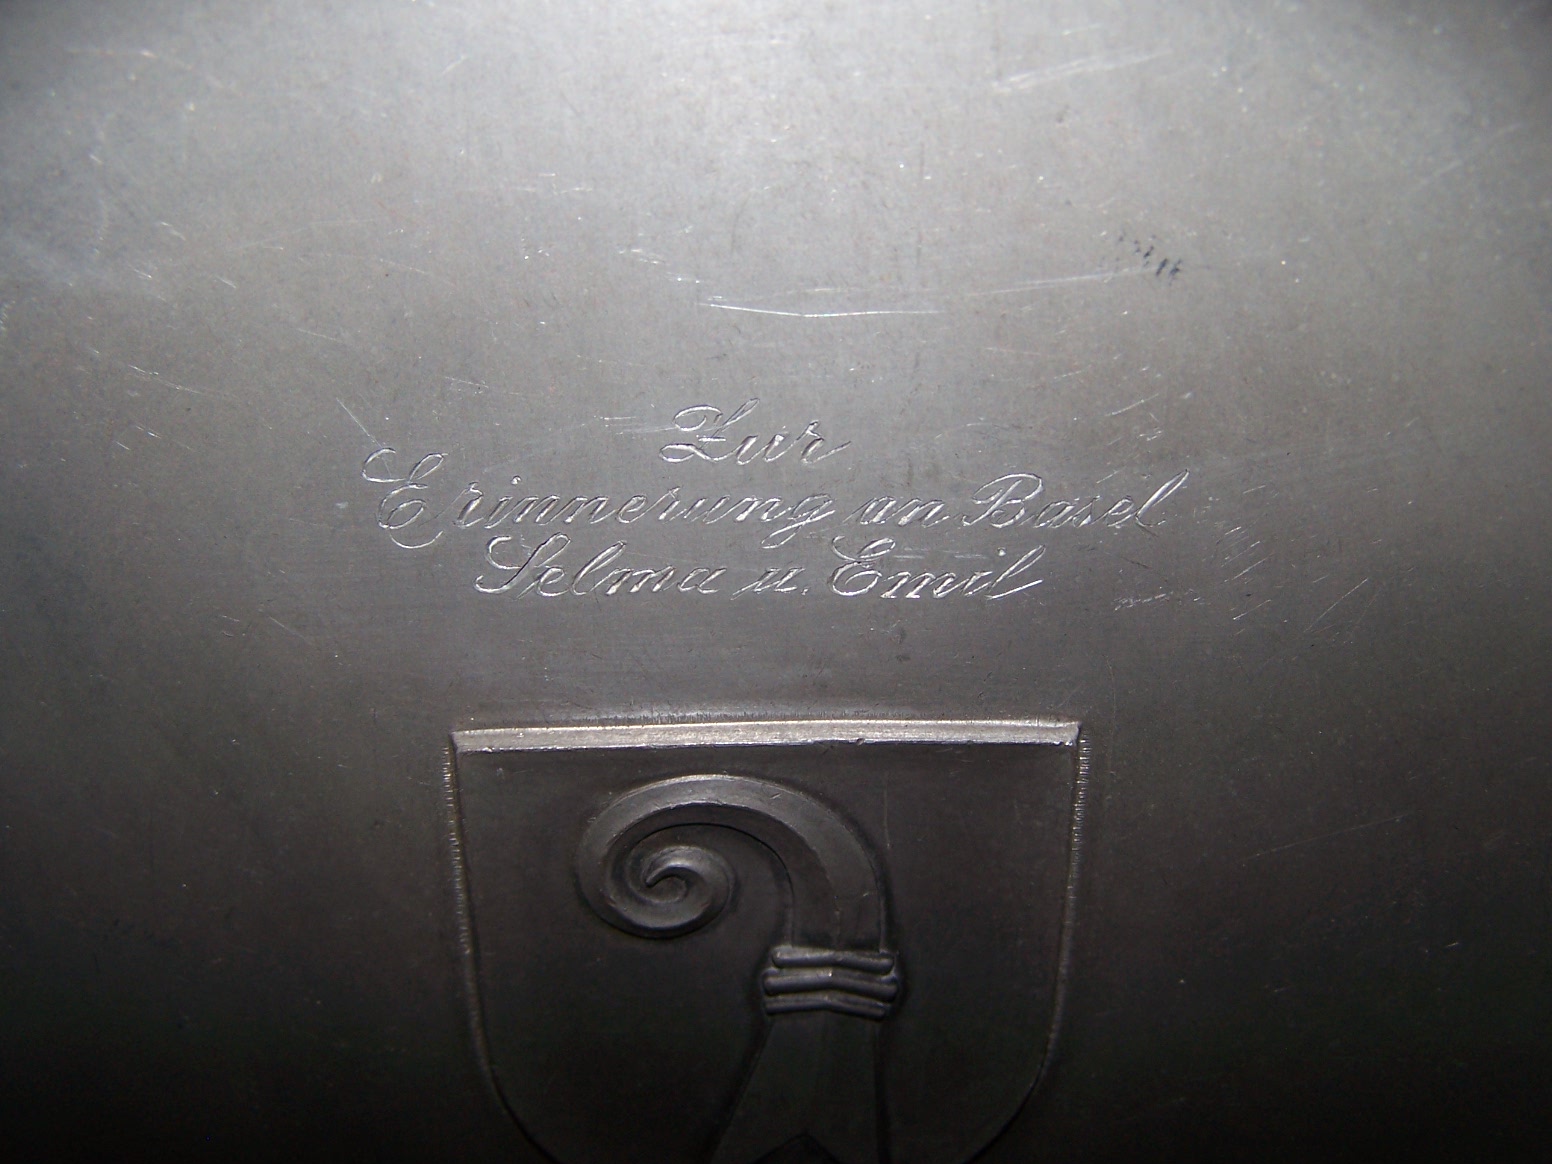 Zur
Erinnerung an Basel
Selma u. Emil